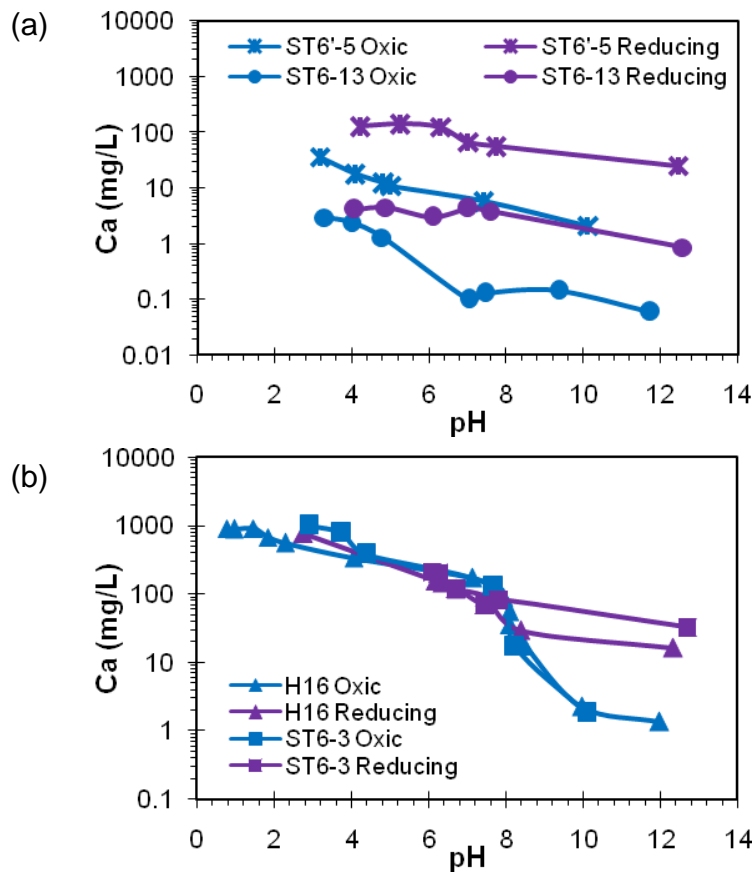 (a)
ST6'-5 Oxic ST6'-5 Reducing
ST6-13 Oxic ST6-13 Reducing
10000
1000
100
10
1
0.1
0.01
Ca (mg/L)
0 2 4 6 8 10 12 14
pH
(b)
10000
1000
100
10
1
0.1
Ca (mg/L)
H16 Oxic
H16 Reducing
ST6-3 Oxic
ST6-3 Reducing
0 2 4 6 8 10 12 14
pH